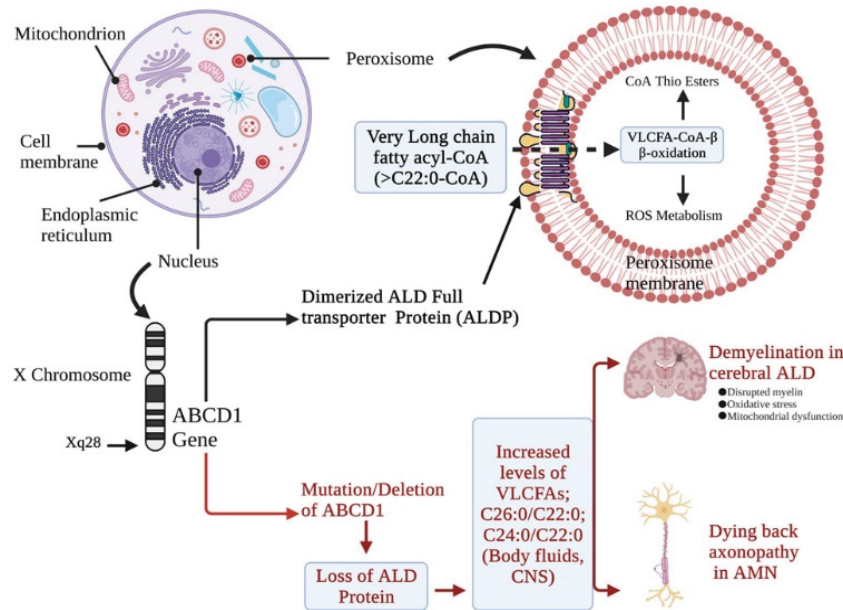 Mitochondrion
Peroxisome
Cell
membrane
Endoplasmic
reticulum
Nucleus
Very Long chain
fatty acyl-CoA
(>C22:0-CoA)
CoA Thio Esters
VLCFA-CoA-β
β-oxidation
ROS Metabolism
Peroxisome
membrane
Dimerized ALD Full
transporter Protein (ALDP)
X Chromosome
Xq28
ABCD1
Gene
Mutation/Deletion
of ABCD1
Loss of ALD
Protein
Increased
levels of
VLCFAs;
C26:0/C22:0;
C24:0/C22:0
(Body fluids,
CNS)
Demyelination in
cerebral ALD
●Disrupted myelin
●Oxidative stress
●Mitochondrial dysfunction
Dying back
axonopathy
in AMN